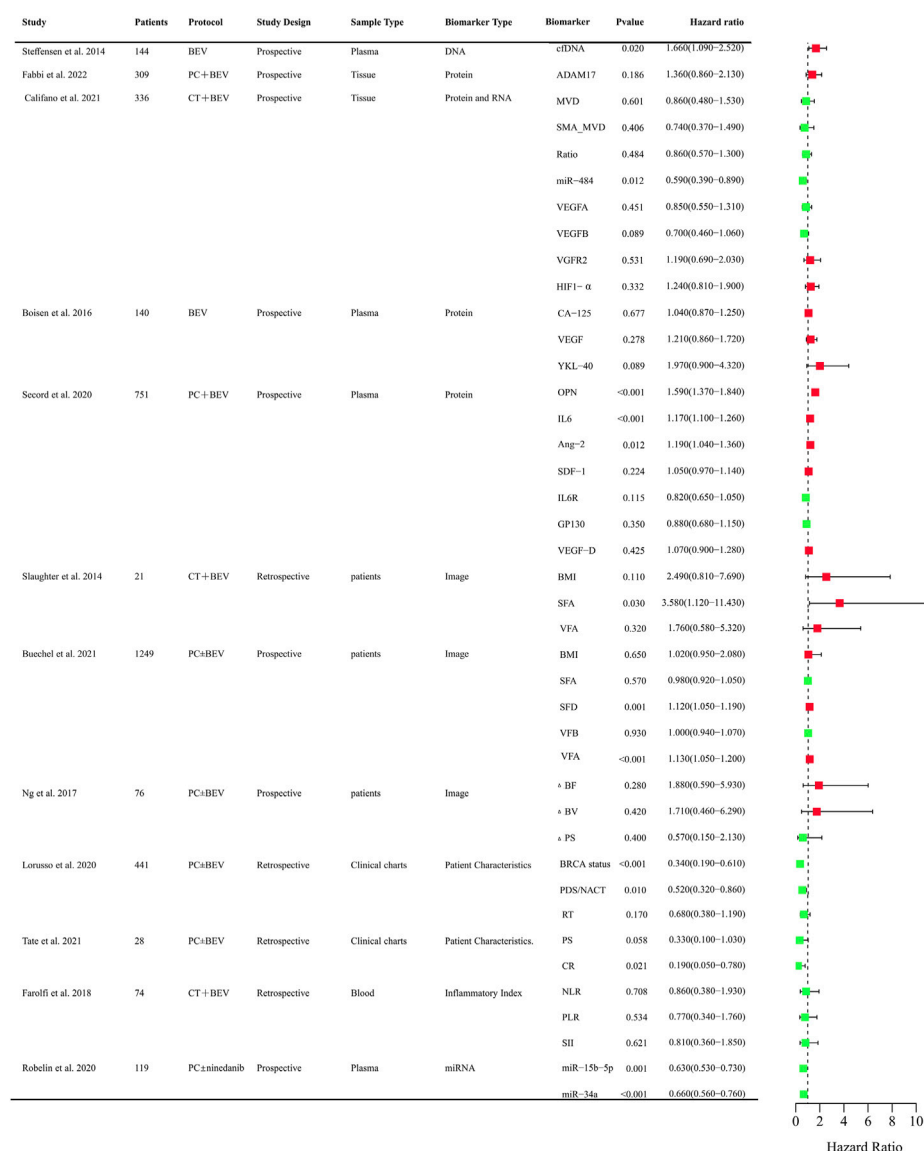 Study Patients Protocol Study Design Sample Type Biomarker Type Biomarker Pvalue Hazard ratio
Steffensen et al. 2014 144 BEV Prospective Plasma DNA cfDNA 0.020 1.660(1.090−2.520)
Fabbi et al. 2022 309 PC+BEV Prospective Tissue Protein ADAM17 0.186 1.360(0.860−2.130)
Califano et al. 2021 336 CT+BEV Prospective Tissue Protein and RNA MVD 0.601 0.860(0.480−1.530)
SMA_MVD 0.406 0.740(0.370−1.490)
Ratio 0.484 0.860(0.570−1.300)
miR−484 0.012 0.590(0.390−0.890)
VEGFA 0.451 0.850(0.550−1.310)
VEGFB 0.089 0.700(0.460−1.060)
VGFR2 0.531 1.190(0.690−2.030)
HIF1− α 0.332 1.240(0.810−1.900)
Boisen et al. 2016 140 BEV Prospective Plasma Protein CA−125 0.677 1.040(0.870−1.250)
VEGF 0.278 1.210(0.860−1.720)
YKL−40 0.089 1.970(0.900−4.320)
Secord et al. 2020 751 PC+BEV Prospective Plasma Protein OPN <0.001 1.590(1.370−1.840)
IL6 <0.001 1.170(1.100−1.260)
Ang−2 0.012 1.190(1.040−1.360)
SDF−1 0.224 1.050(0.970−1.140)
IL6R 0.115 0.820(0.650−1.050)
GP130 0.350 0.880(0.680−1.150)
VEGF−D 0.425 1.070(0.900−1.280)
Slaughter et al. 2014 21 CT+BEV Retrospective patients Image BMI 0.110 2.490(0.810−7.690)
SFA 0.030 3.580(1.120−11.430)
VFA 0.320 1.760(0.580−5.320)
Buechel et al. 2021 1249 PC±BEV Prospective patients Image BMI 0.650 1.020(0.950−2.080)
SFA 0.570 0.980(0.920−1.050)
SFD 0.001 1.120(1.050−1.190)
VFB 0.930 1.000(0.940−1.070)
VFA <0.001 1.130(1.050−1.200)
Ng et al. 2017 76 PC±BEV Prospective patients Image △ BF 0.280 1.880(0.590−5.930)
△ BV 0.420 1.710(0.460−6.290)
△ PS 0.400 0.570(0.150−2.130)
Lorusso et al. 2020 441 PC±BEV Retrospective Clinical charts Patient Characteristics BRCA status <0.001 0.340(0.190−0.610)
PDS/NACT 0.010 0.520(0.320−0.860)
RT 0.170 0.680(0.380−1.190)
Tate et al. 2021 28 PC±BEV Retrospective Clinical charts Patient Characteristics. PS 0.058 0.330(0.100−1.030)
CR 0.021 0.190(0.050−0.780)
Farolfi et al. 2018 74 CT+BEV Retrospective Blood Inflammatory Index NLR 0.708 0.860(0.380−1.930)
PLR 0.534 0.770(0.340−1.760)
SII 0.621 0.810(0.360−1.850)
Robelin et al. 2020 119 PC±ninedanib Prospective Plasma miRNA miR−15b−5p 0.001 0.630(0.530−0.730)
miR−34a <0.001 0.660(0.560−0.760)
0 2 4 6 8 10
Hazard Ratio